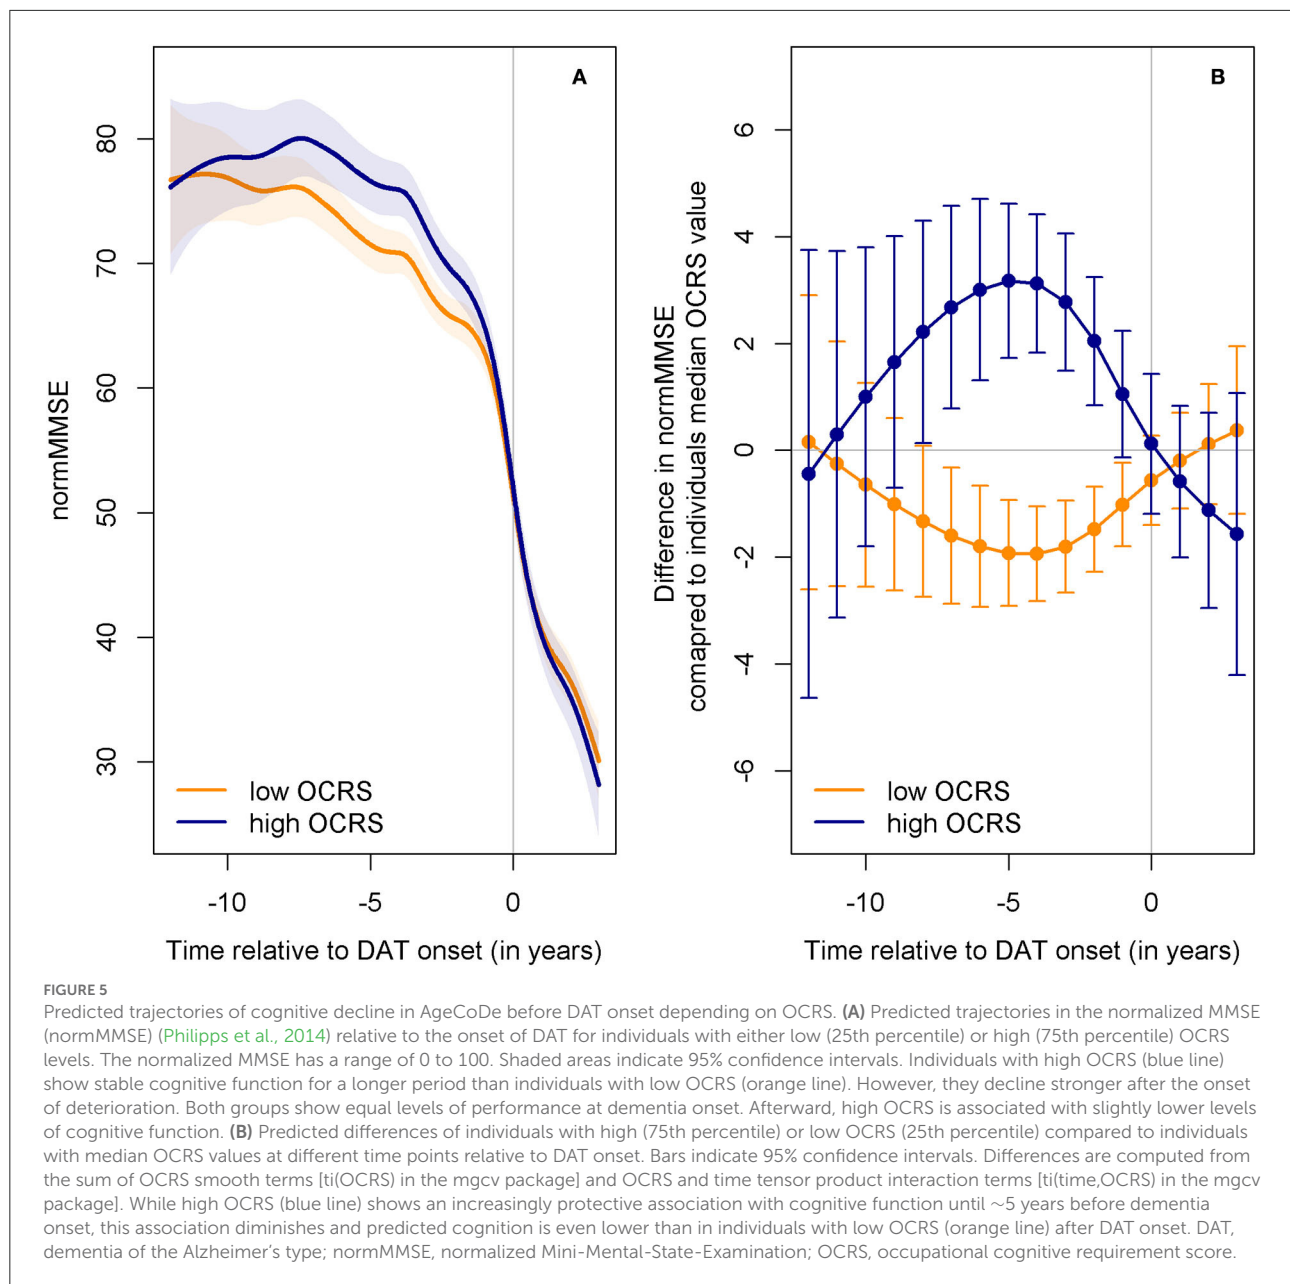 A
80
70
60
50
40
30
normMMSE
low OCRS
high OCRS
-10
-5
0
Time relative to DAT onset (in years)
B
6
4
2
0
-2
-4
-6
Difference in normMMSE
comapred to individuals median OCRS value
low OCRS
high OCRS
-10
-5
0
Time relative to DAT onset (in years)
FIGURE 5
Predicted trajectories of cognitive decline in AgeCoDe before DAT onset depending on OCRS. (A) Predicted trajectories in the normalized MMSE
(normMMSE) (Philipps et al., 2014) relative to the onset of DAT for individuals with either low (25th percentile) or high (75th percentile) OCRS
levels. The normalized MMSE has a range of 0 to 100. Shaded areas indicate 95% confidence intervals. Individuals with high OCRS (blue line)
show stable cognitive function for a longer period than individuals with low OCRS (orange line). However, they decline stronger after the onset
of deterioration. Both groups show equal levels of performance at dementia onset. Afterward, high OCRS is associated with slightly lower levels
of cognitive function. (B) Predicted differences of individuals with high (75th percentile) or low OCRS (25th percentile) compared to individuals
with median OCRS values at different time points relative to DAT onset. Bars indicate 95% confidence intervals. Differences are computed from
the sum of OCRS smooth terms [ti(OCRS) in the mgcv package] and OCRS and time tensor product interaction terms [ti(time,OCRS) in the mgcv
package]. While high OCRS (blue line) shows an increasingly protective association with cognitive function until ∼5 years before dementia
onset, this association diminishes and predicted cognition is even lower than in individuals with low OCRS (orange line) after DAT onset. DAT,
dementia of the Alzheimer's type; normMMSE, normalized Mini-Mental-State-Examination; OCRS, occupational cognitive requirement score.